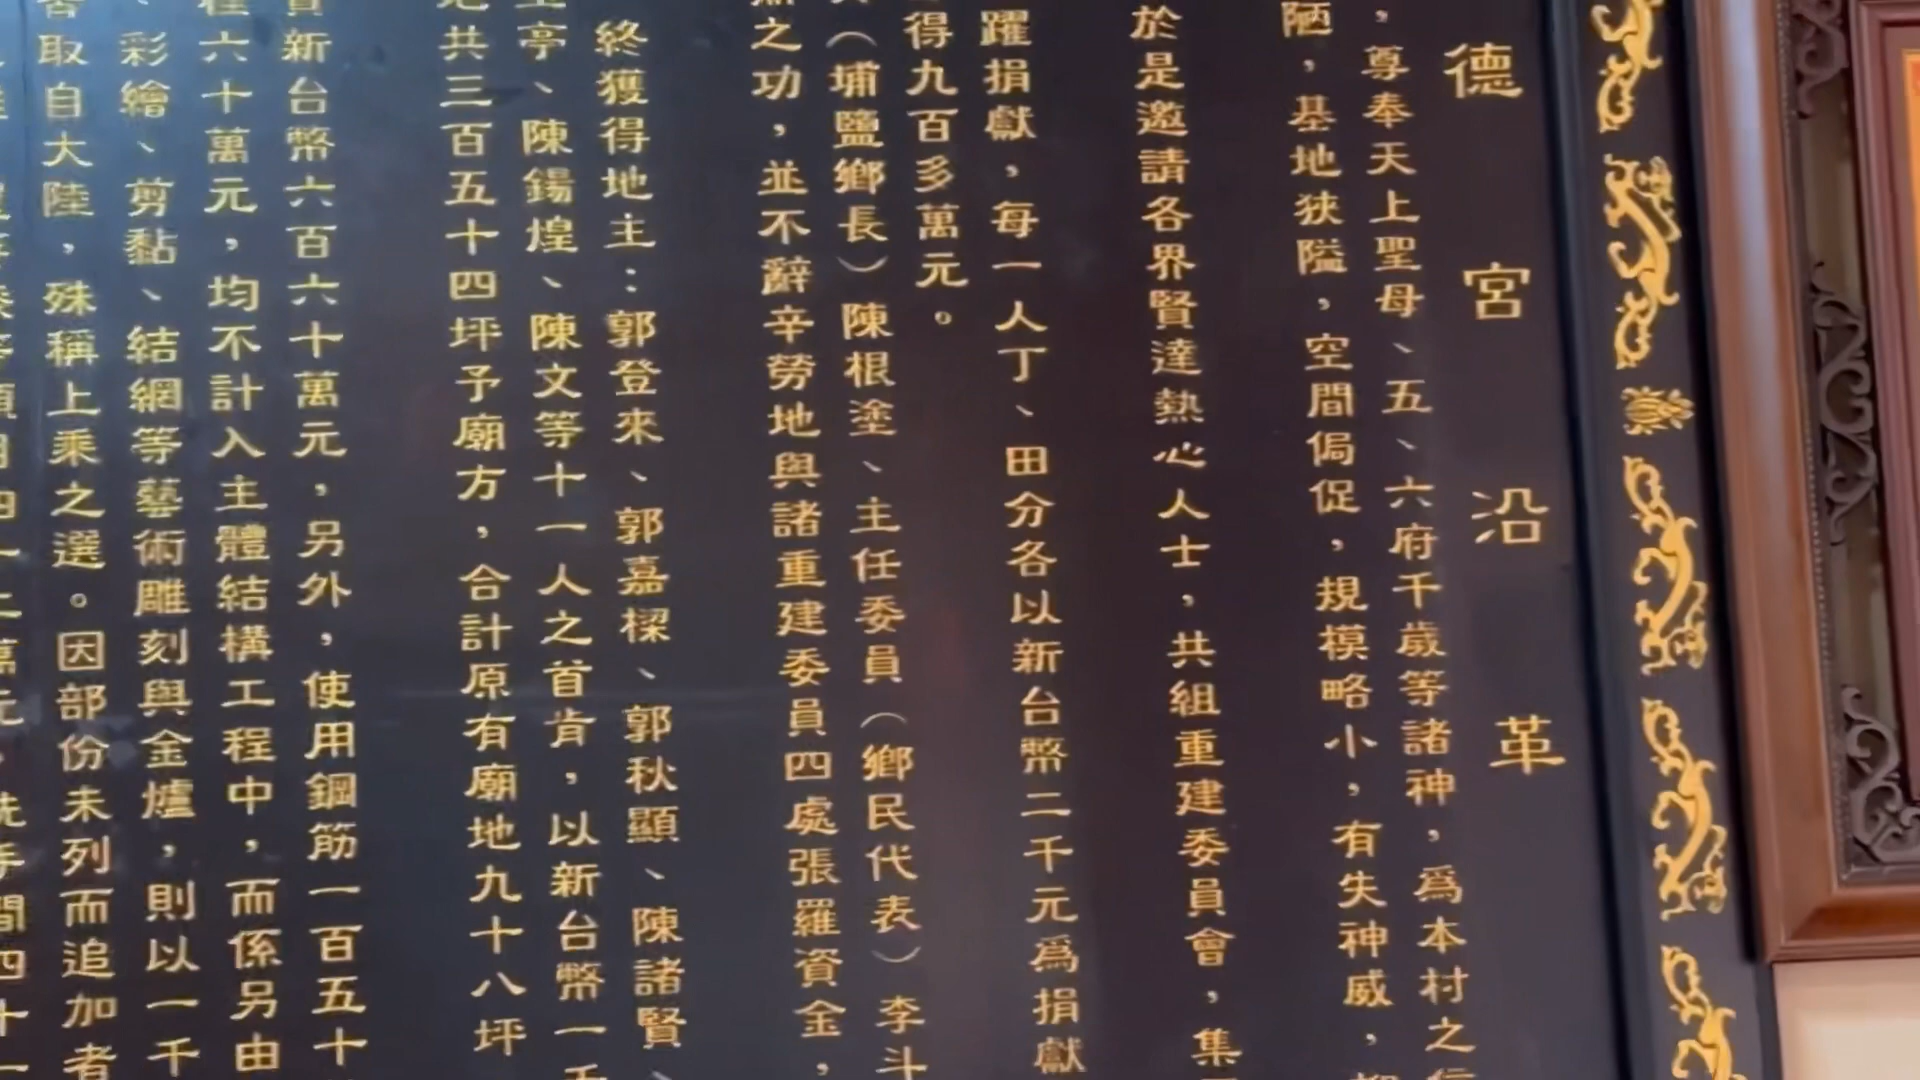 德宮沿革
，尊奉天上聖母、五、六府千歲等諸神，爲本村之
陋，基地狹隘，空間侷促，規模略小，有失神威，
於是邀請各界賢達熱心人士，共組重建委員會，集
躍捐獻，每一人丁、田分各以新台幣二千元爲捐獻
得九百多萬元。
（埔鹽鄉長）陳根塗、主任委員（鄉民代表）李斗
之功，並不辭辛勞地與諸重建委員四處張羅資金，
終獲得地主：郭登來、郭嘉樑、郭秋顯、陳諸賢、
亭、陳錫煌、陳文等十一人之首肯，以新台幣一千
共三百五十四坪予廟方，合計原有廟地九十八坪
新台幣六百六十萬元，另外，使用鋼筋一百五十
程六十萬元，均不計入主體結構工程中，而係另由
、彩繪、剪黏、結網等藝術雕刻與金爐，則以一千
取自大陸，殊稱上乘之選。因部份未列而追加者